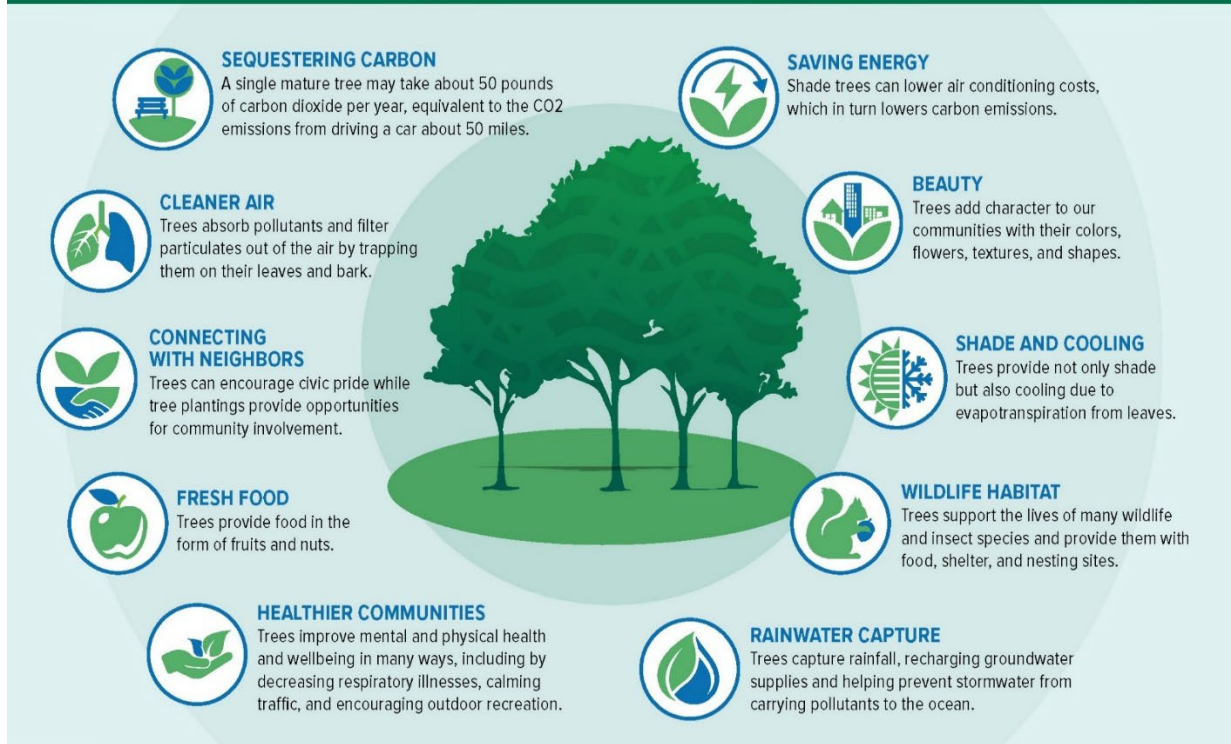 SEQUESTERING CARBON
A single mature tree may take about 50 pounds
of carbon dioxide per year, equivalent to the CO2
emissions from driving a car about 50 miles.
CLEANER AIR
Trees absorb pollutants and filter
particulates out of the air by trapping
them on their leaves and bark.
CONNECTING
WITH NEIGHBORS
Trees can encourage civic pride while
tree plantings provide opportunities
for community involvement.
FRESH FOOD
Trees provide food in the
form of fruits and nuts.
HEALTHIER COMMUNITIES
Trees improve mental and physical health
and wellbeing in many ways, including by
decreasing respiratory illnesses, calming
traffic, and encouraging outdoor recreation.
SAVING ENERGY
Shade trees can lower air conditioning costs,
which in turn lowers carbon emissions.
BEAUTY
Trees add character to our
communities with their colors,
flowers, textures, and shapes.
SHADE AND COOLING
Trees provide not only shade
but also cooling due to
evapotranspiration from leaves.
WILDLIFE HABITAT
Trees support the lives of many wildlife
and insect species and provide them with
food, shelter, and nesting sites.
RAINWATER CAPTURE
Trees capture rainfall, recharging groundwater
supplies and helping prevent stormwater from
carrying pollutants to the ocean.